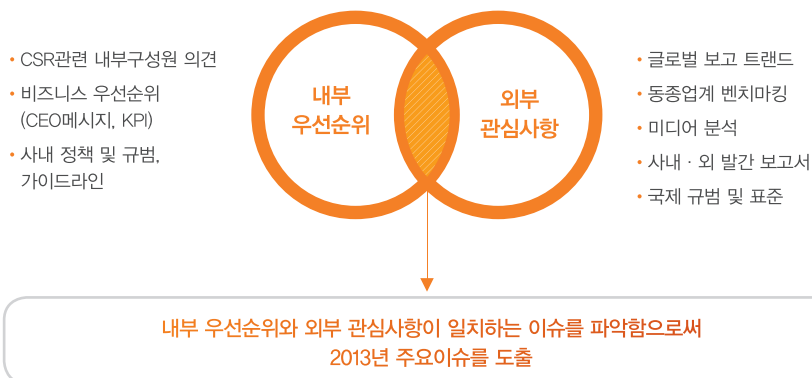 • CSR관련 내부구성원 의견
• 비즈니스 우선순위
(CEO메시지, KPI)
• 사내 정책 및 규범,
가이드라인
내부
우선순위
외부
관심사항
• 글로벌 보고 트랜드
• 동종업계 벤치마킹
• 미디어 분석
• 사내 · 외 발간 보고서
• 국제 규범 및 표준
내부 우선순위와 외부 관심사항이 일치하는 이슈를 파악함으로써
2013년 주요이슈를 도출